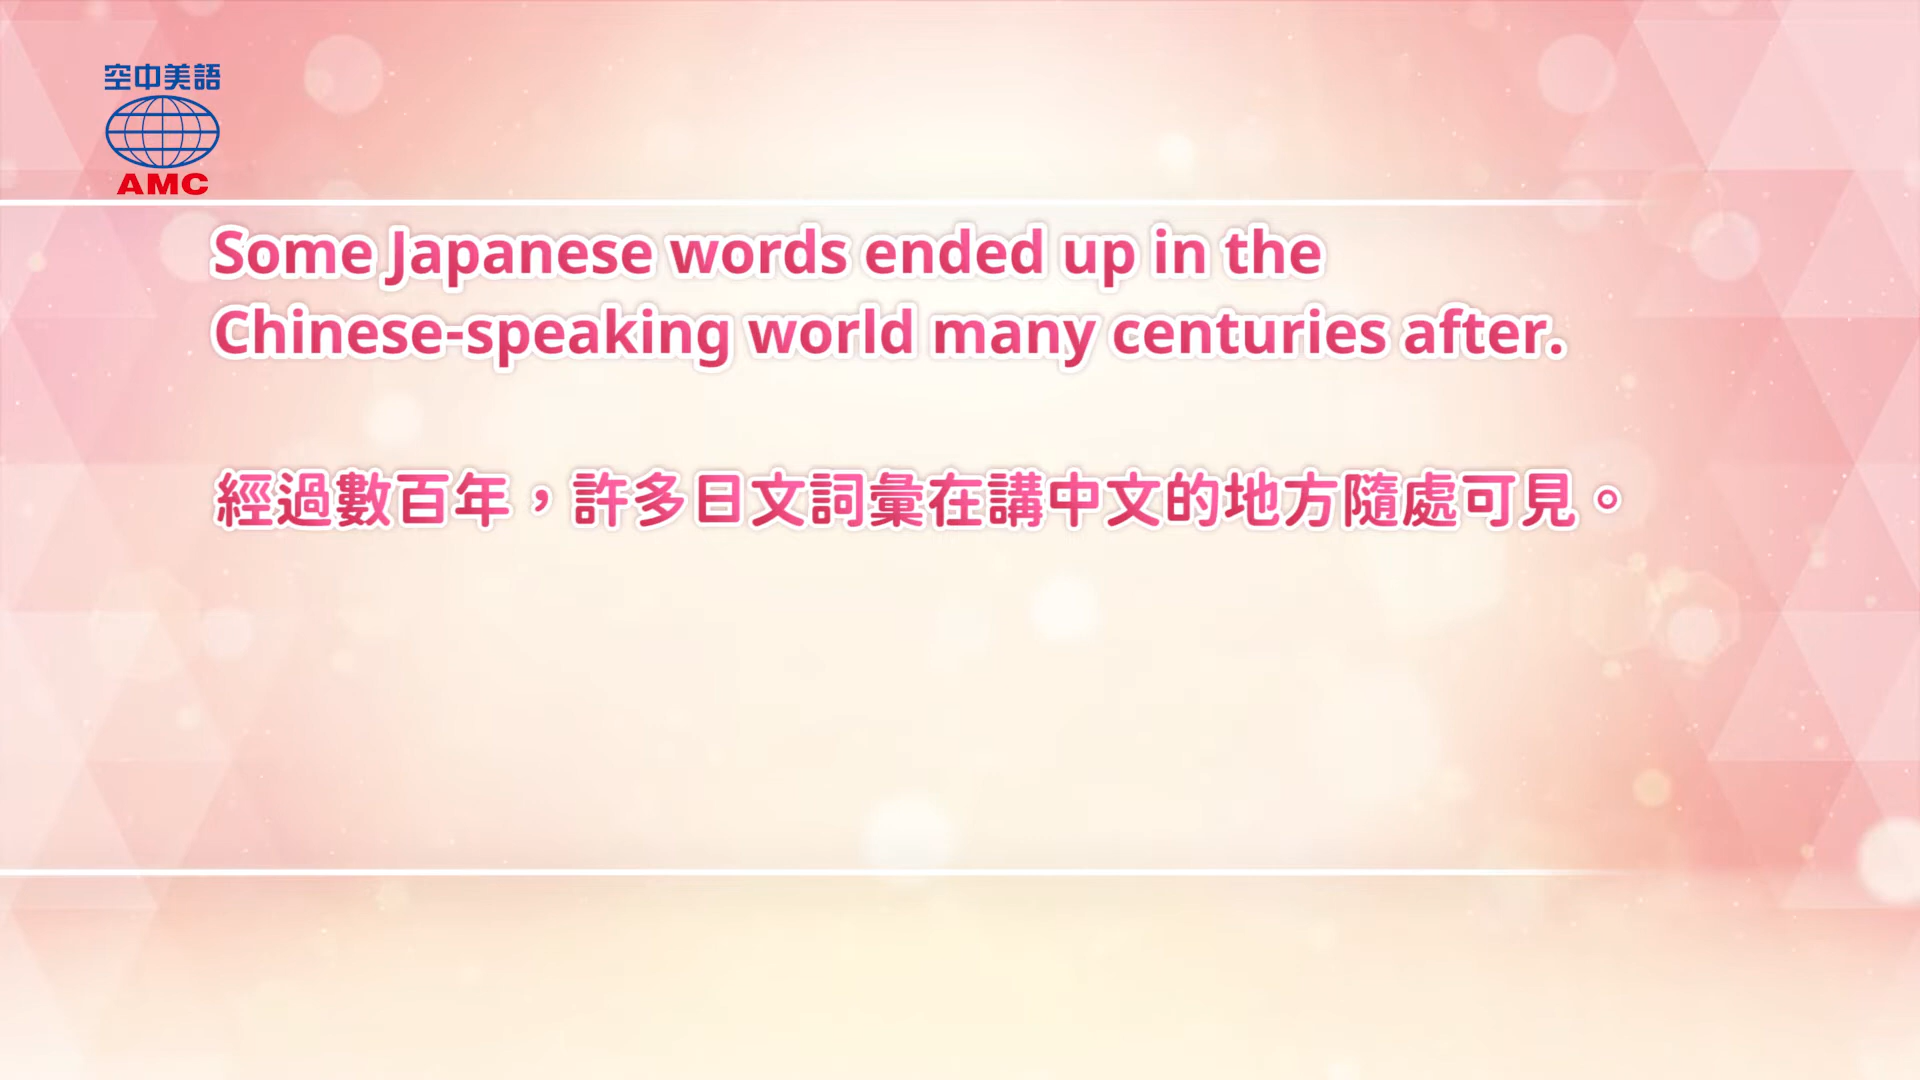 空中美語
AMC
Some Japanese words ended up in the
Chinese-speaking world many centuries after.
經過數百年，許多日文詞彙在講中文的地方隨處可見。